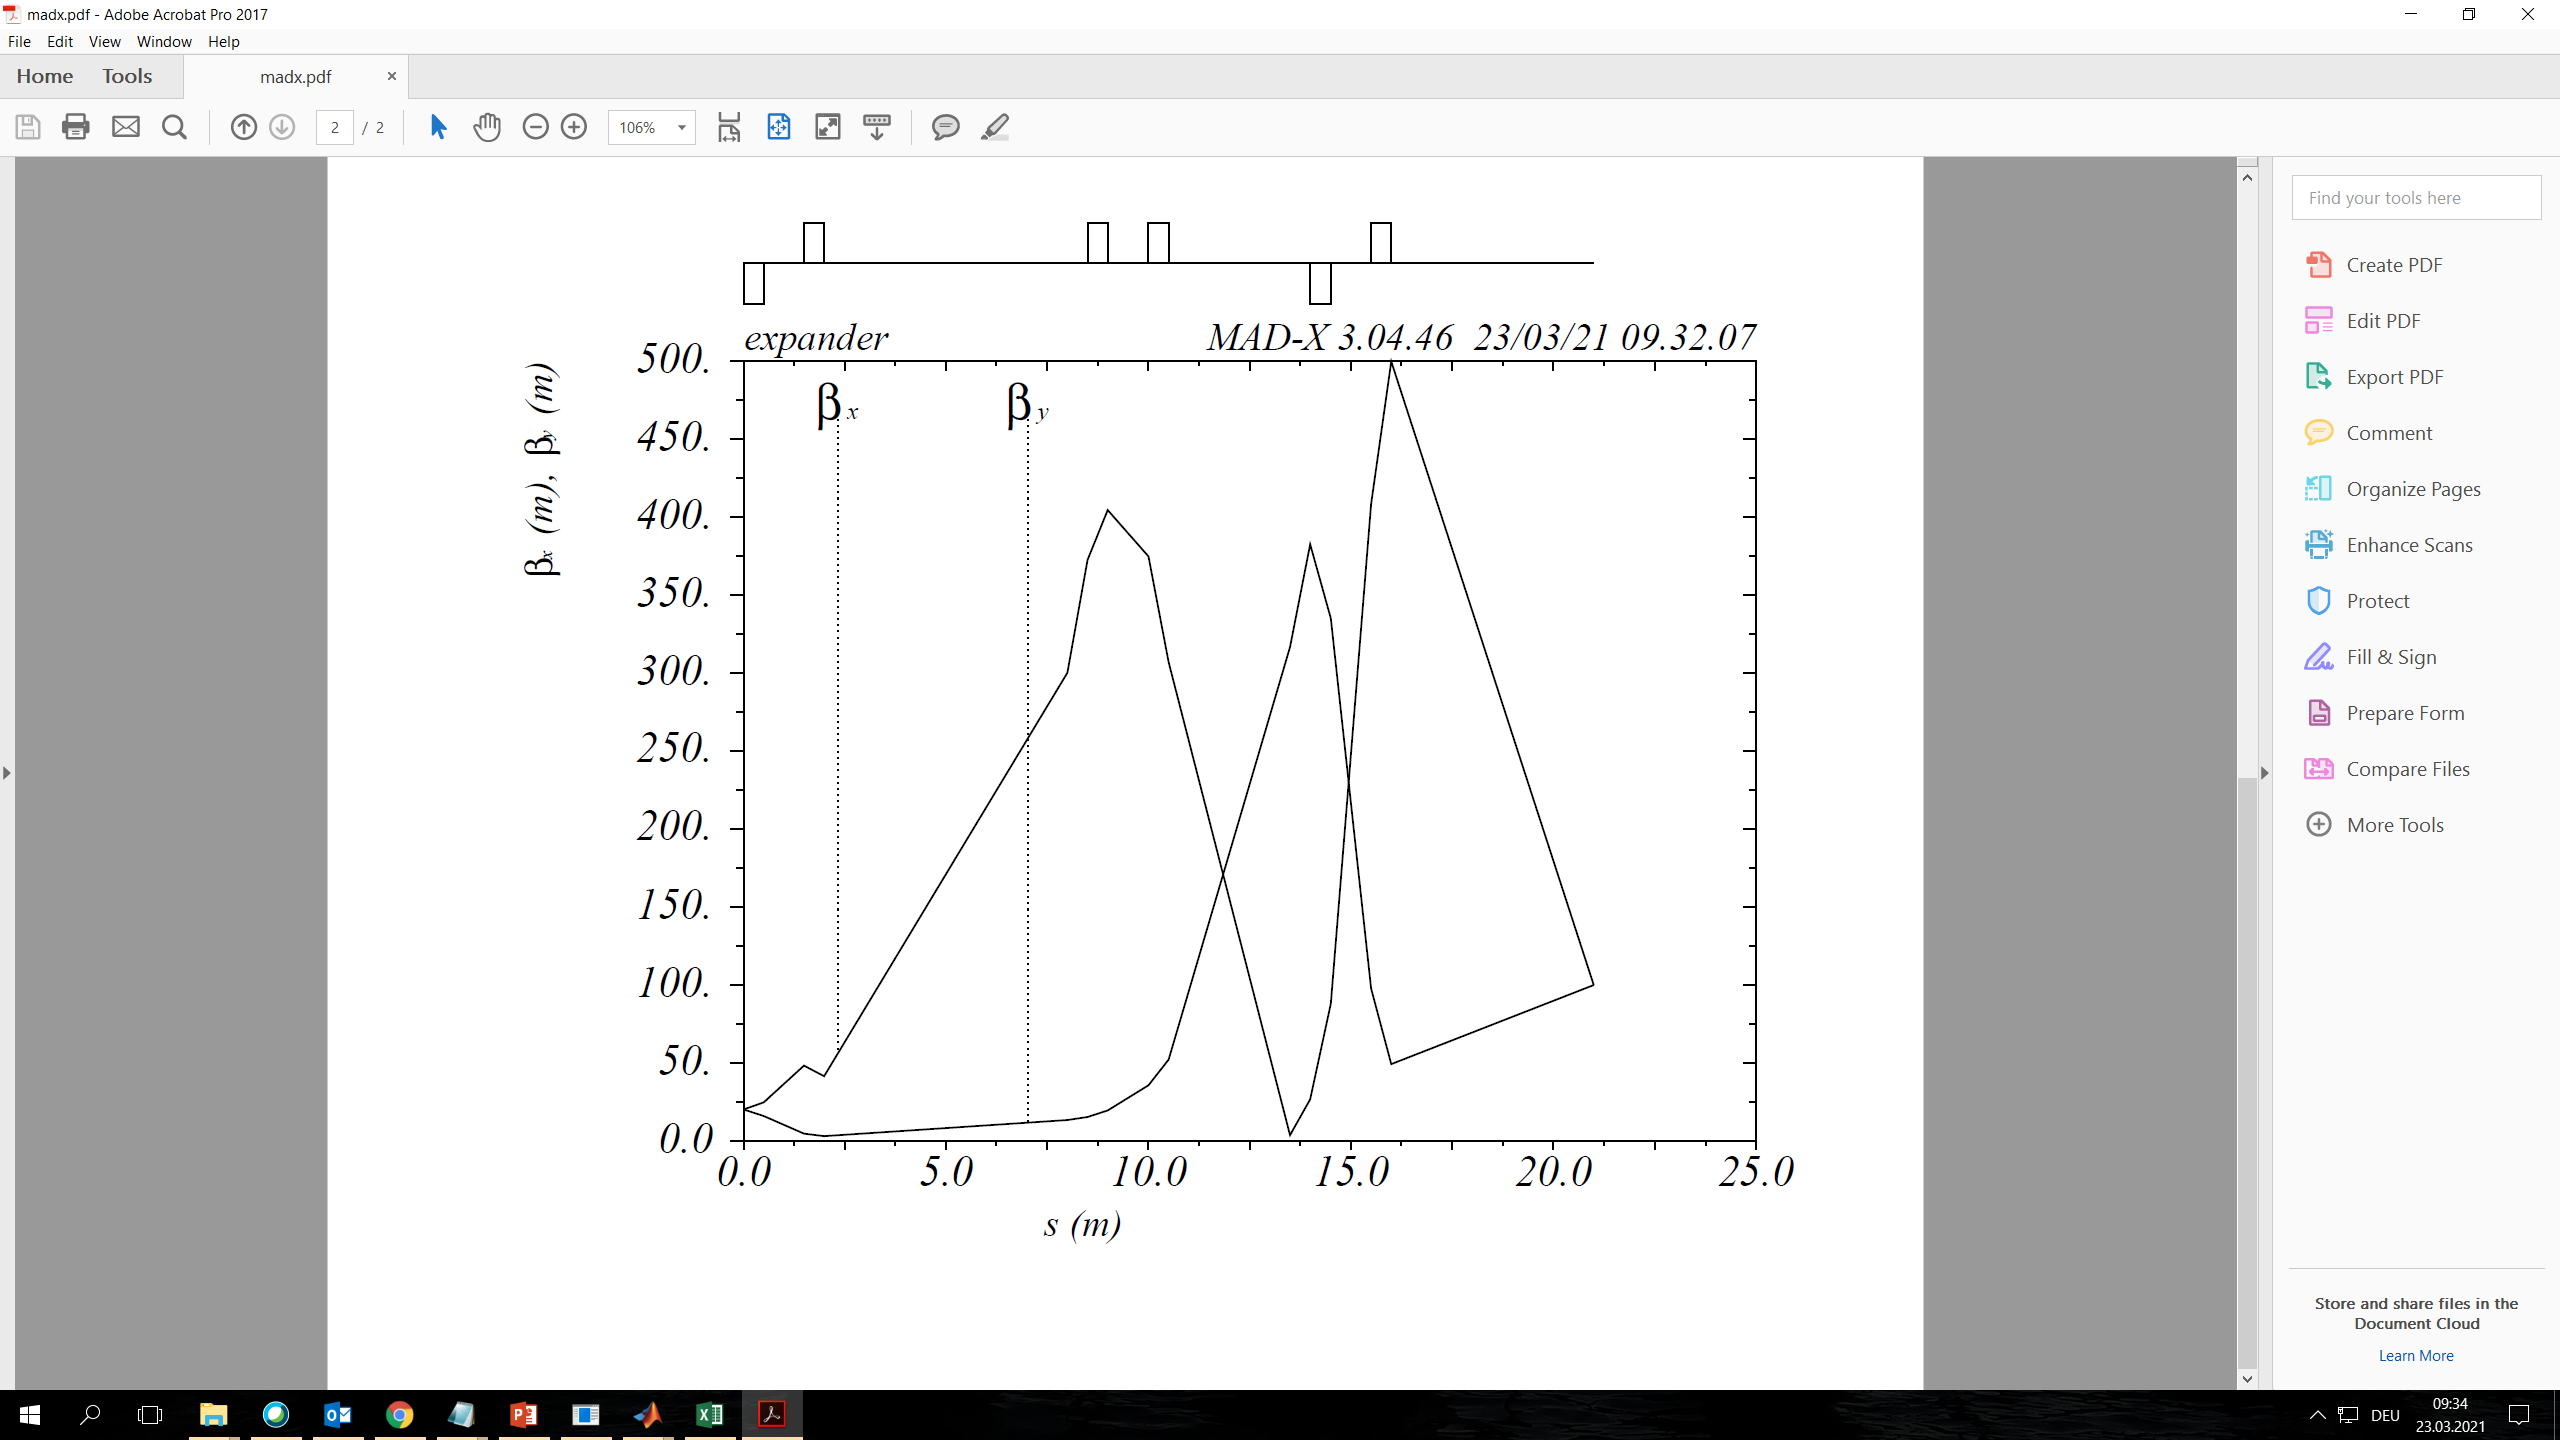 madx.pdf - Adobe Acrobat Pro 2017
File Edit View Window Help
Home Tools madx.pdf ×
2 / 2 106%
Find your tools here
Create PDF
Edit PDF
Export PDF
Comment
Organize Pages
Enhance Scans
Protect
Fill & Sign
Prepare Form
Compare Files
More Tools
Store and share files in the
Document Cloud
Learn More
expander MAD-X 3.04.46 23/03/21 09.32.07
βx (m), βy (m)
βx βy
500.
450.
400.
350.
300.
250.
200.
150.
100.
50.
0.0
0.0 5.0 10.0 15.0 20.0 25.0
s (m)
DEU
09:34
23.03.2021